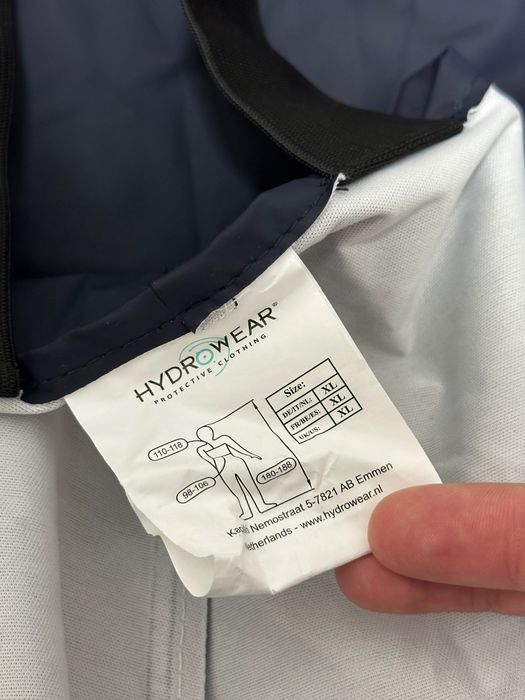 HYDROWEAR®
PROTECTIVE CLOTHING
Size:
DE/IT/NL: XL
FR/BE/ES: XL
UK/US: XL
110-118
98-106
180-188
Nemostraat 5-7821 AB Emmen
etherlands - www.hydrowear.nl